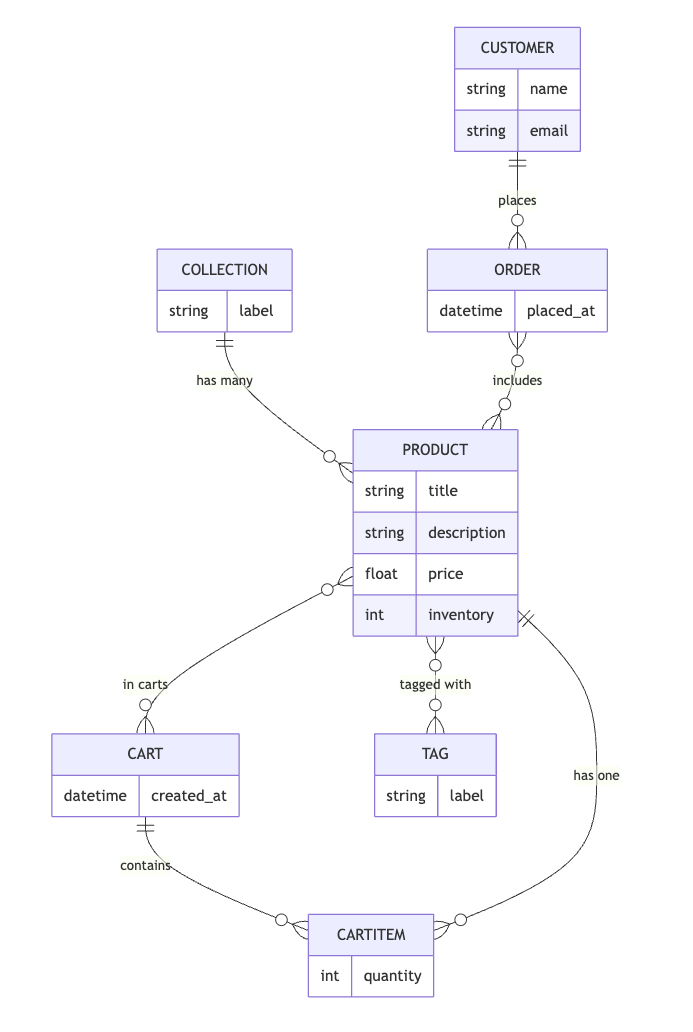 CUSTOMER
string name
string email
places
COLLECTION
string label
ORDER
datetime placed_at
has many
includes
PRODUCT
string title
string description
float price
int inventory
in carts
tagged with
CART
datetime created_at
TAG
string label
has one
contains
CARTITEM
int quantity